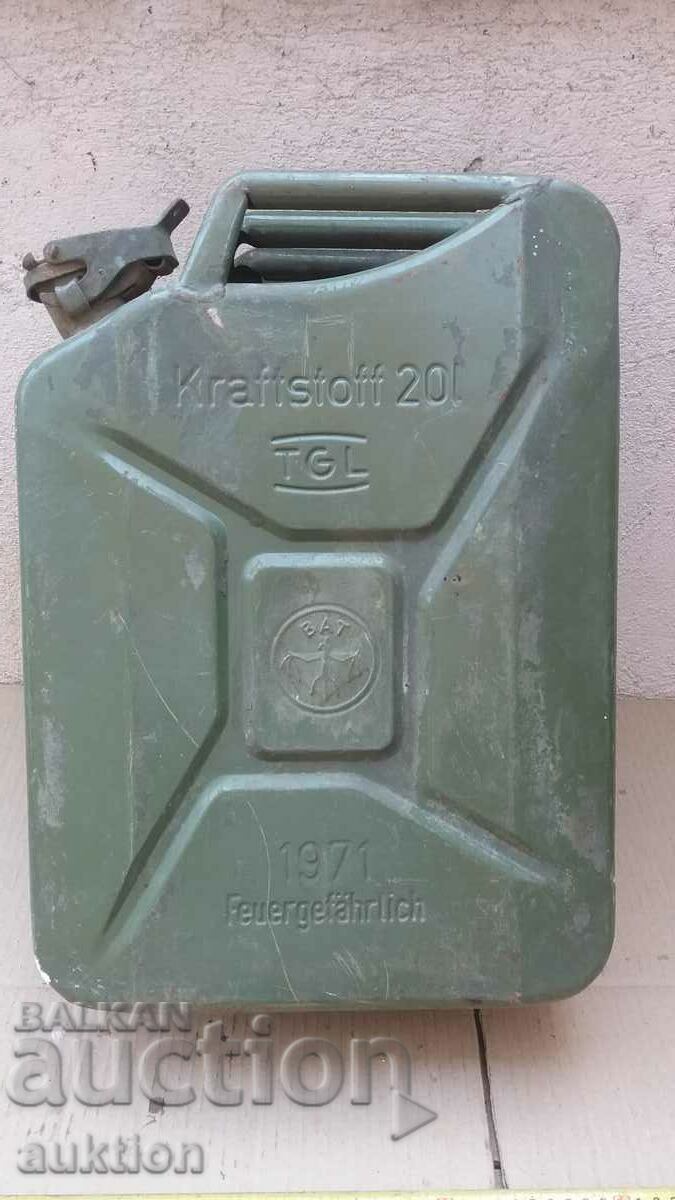 Kraftstoff 20l
TGL
BAT
1971
Feuergefährlich
BALKAN
auction
auktion